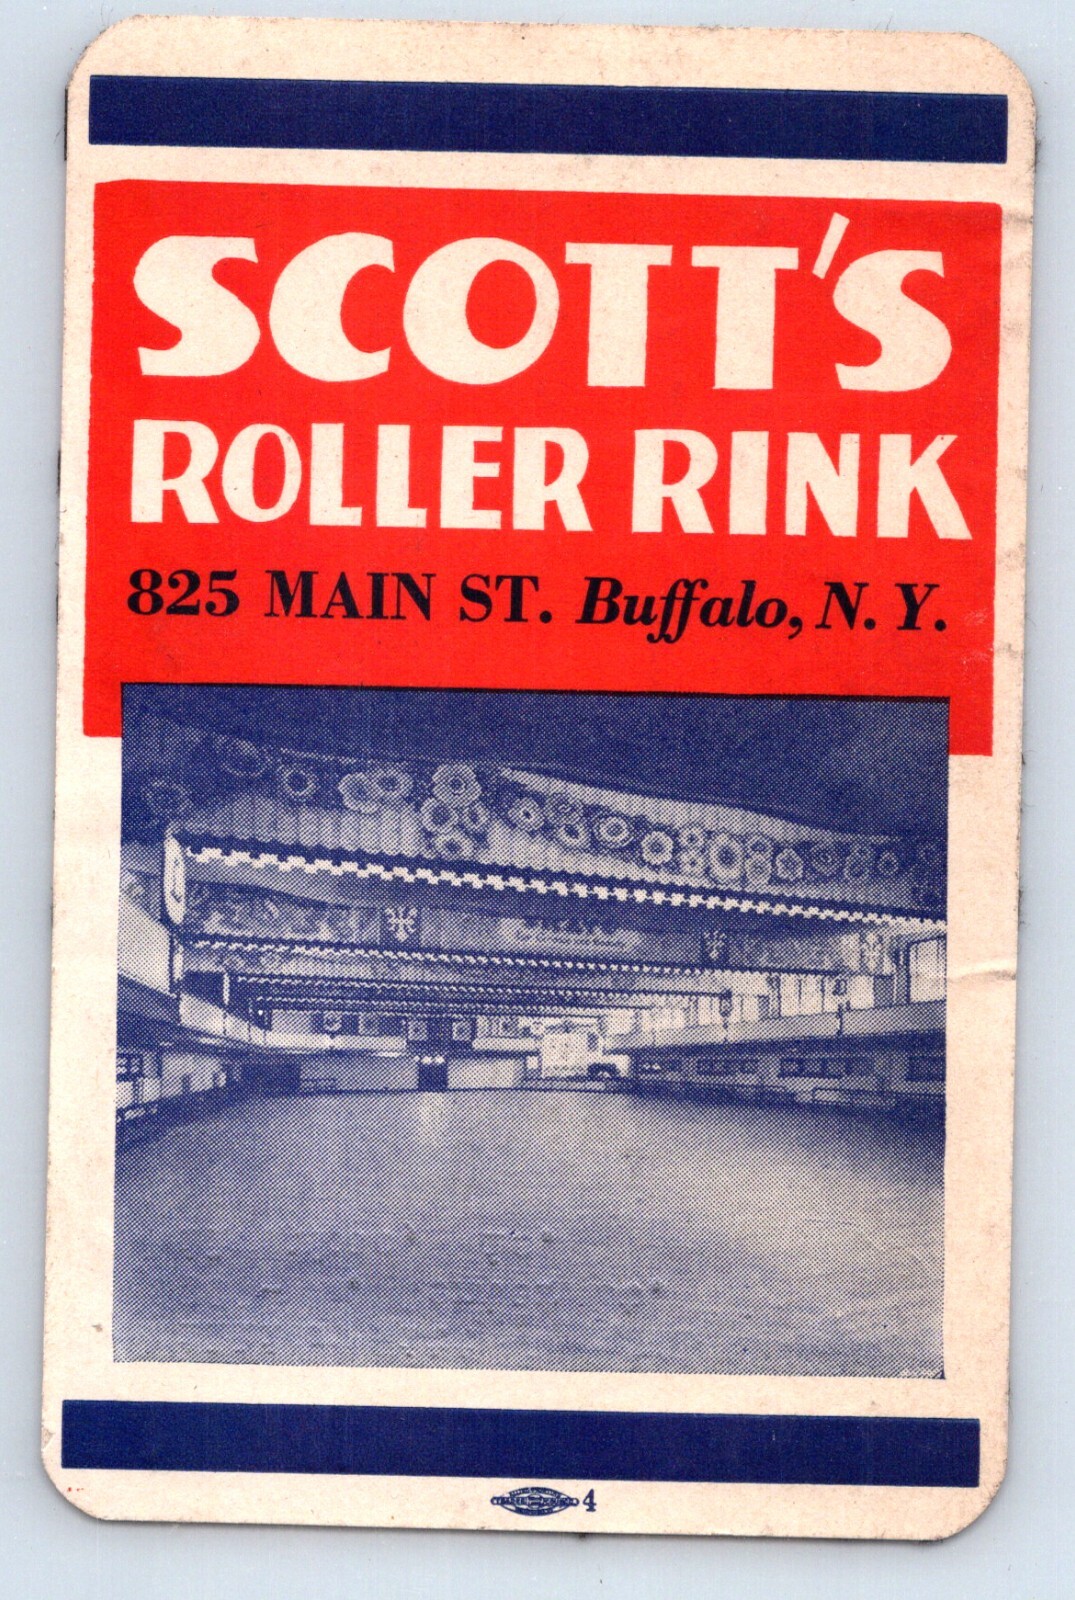 SCOTT'S
ROLLER RINK
825 MAIN ST. Buffalo, N. Y.
4